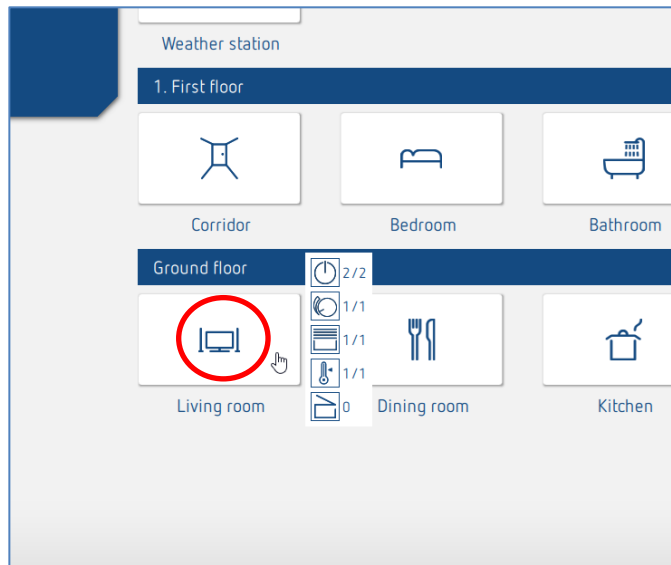 Weather station
1. First floor
Corridor
Bedroom
Bathroom
Ground floor
2/2
1/1
1/1
1/1
0
Living room
Dining room
Kitchen